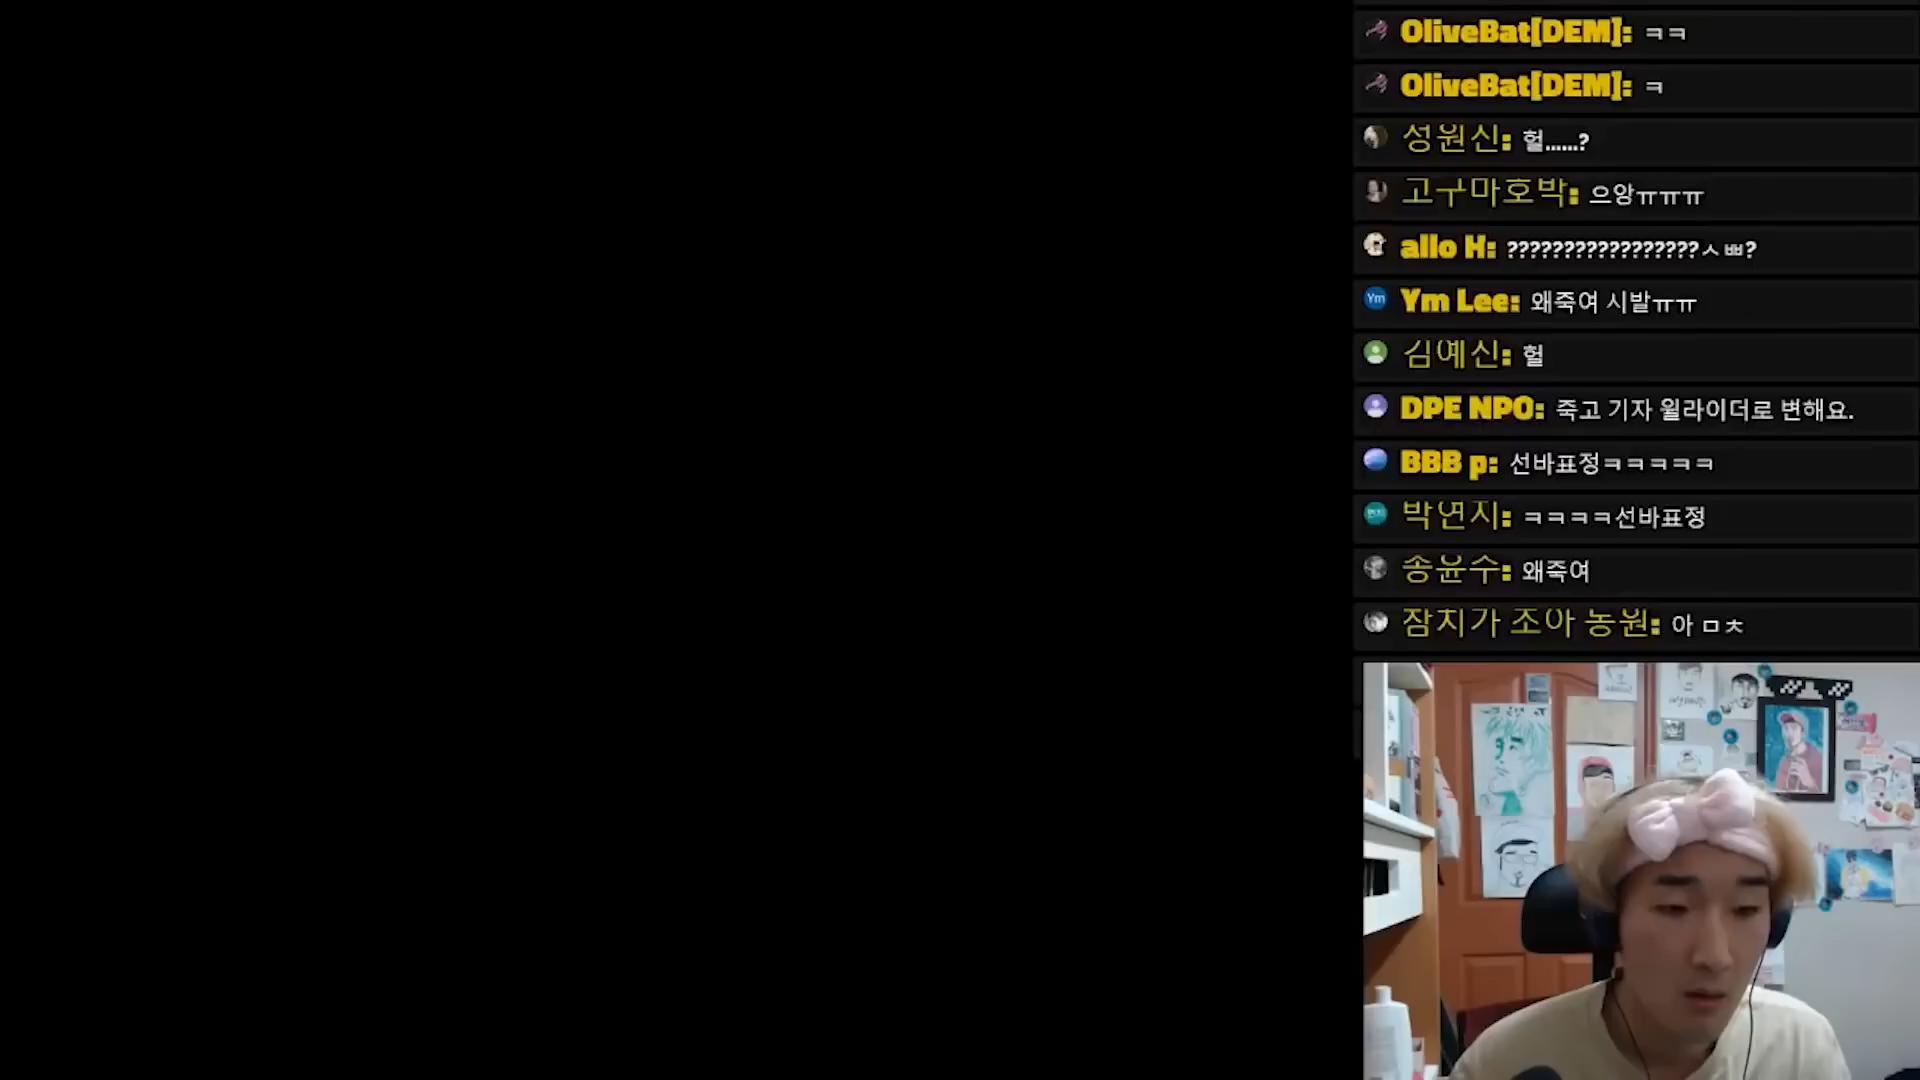 OliveBat[DEM]: ㅋㅋ
OliveBat[DEM]: ㅋ
성원신: 헐......?
고구마호박: 으앙ㅠㅠㅠ
allo H: ?????????????????ㅅㅃ?
Ym Lee: 왜죽여 시발ㅠㅠ
김예신: 헐
DPE NPO: 죽고 기자 윌라이더로 변해요.
BBB p: 선바표정ㅋㅋㅋㅋㅋ
박연지: ㅋㅋㅋㅋ선바표정
송윤수: 왜죽여
잠치가 조아 농원: 아 ㅁㅊ